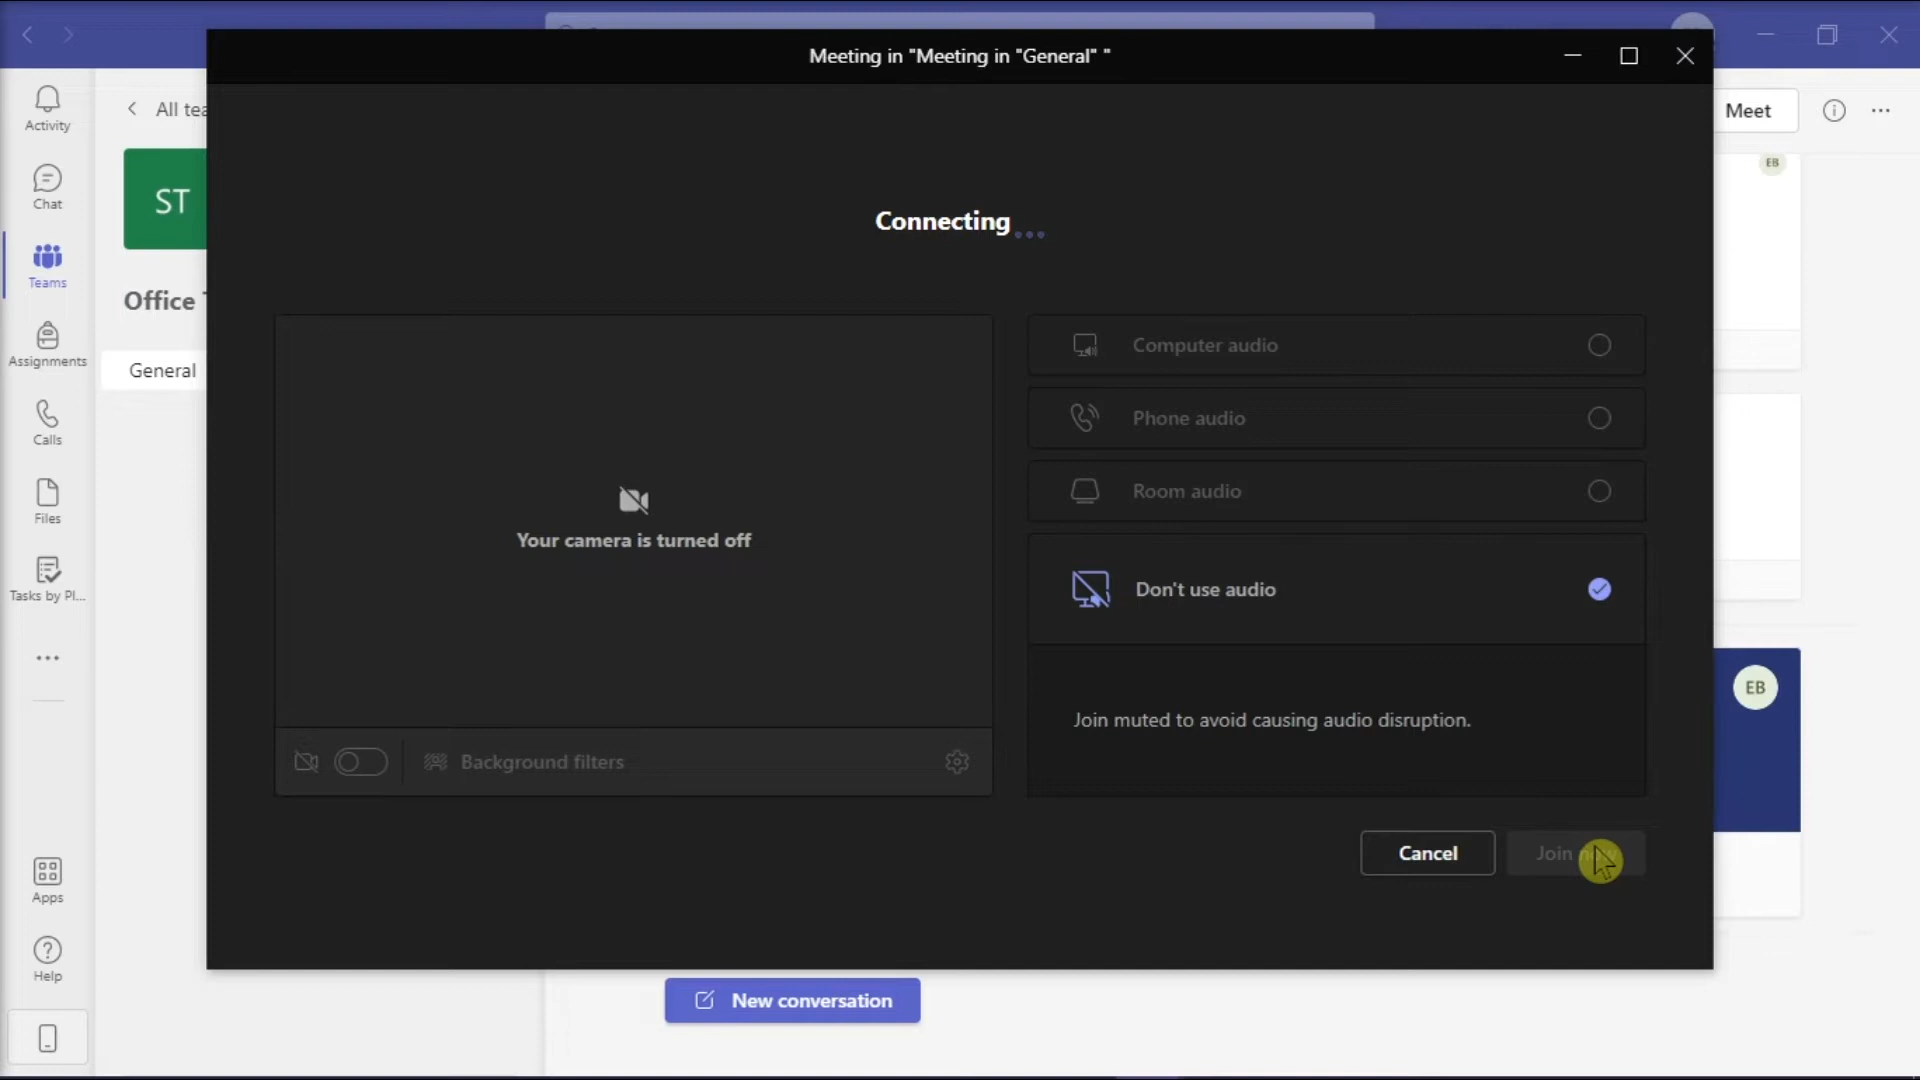 Meeting in "Meeting in "General" "
Activity
All tea
Meet
EB
Chat
ST
Connecting...
Teams
Office T
Computer audio
Assignments
General
Phone audio
Calls
Room audio
Files
Your camera is turned off
Don't use audio
Tasks by Pl...
EB
Join muted to avoid causing audio disruption.
Background filters
Cancel
Join now
Apps
Help
New conversation